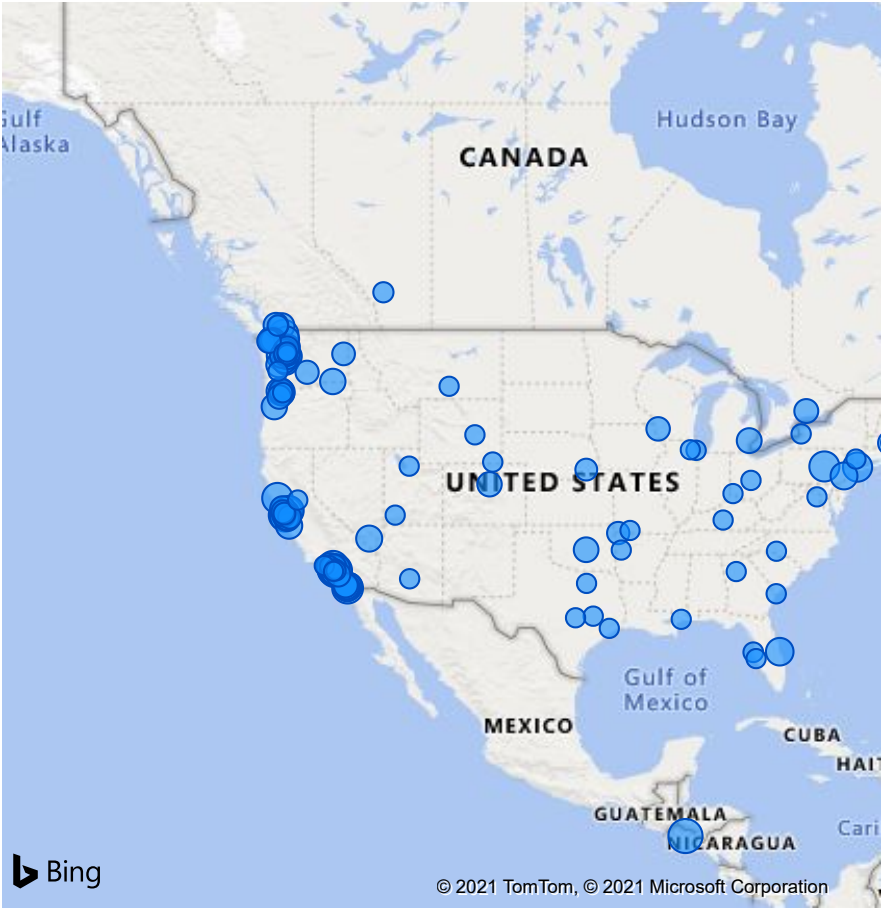 Gulf
Alaska
Hudson Bay
CANADA
UNITED STATES
Gulf of
Mexico
MEXICO
CUBA
HAIT
GUATEMALA
NICARAGUA
Cari
Bing
© 2021 TomTom, © 2021 Microsoft Corporation